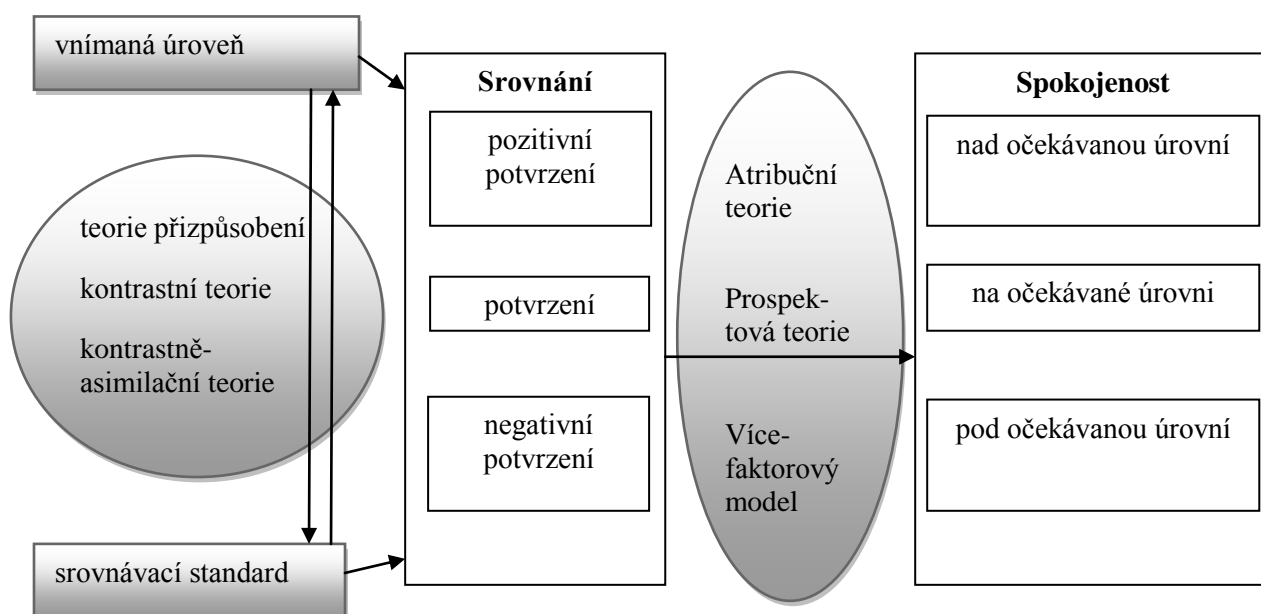 vnímaná úroveň
teorie přizpůsobení
kontrastní teorie
kontrastně-
asimilační teorie
srovnávací standard
Srovnání
pozitivní
potvrzení
potvrzení
negativní
potvrzení
Atribuční
teorie
Prospek-
tová teorie
Více-
faktorový
model
Spokojenost
nad očekávanou úrovní
na očekávané úrovni
pod očekávanou úrovní